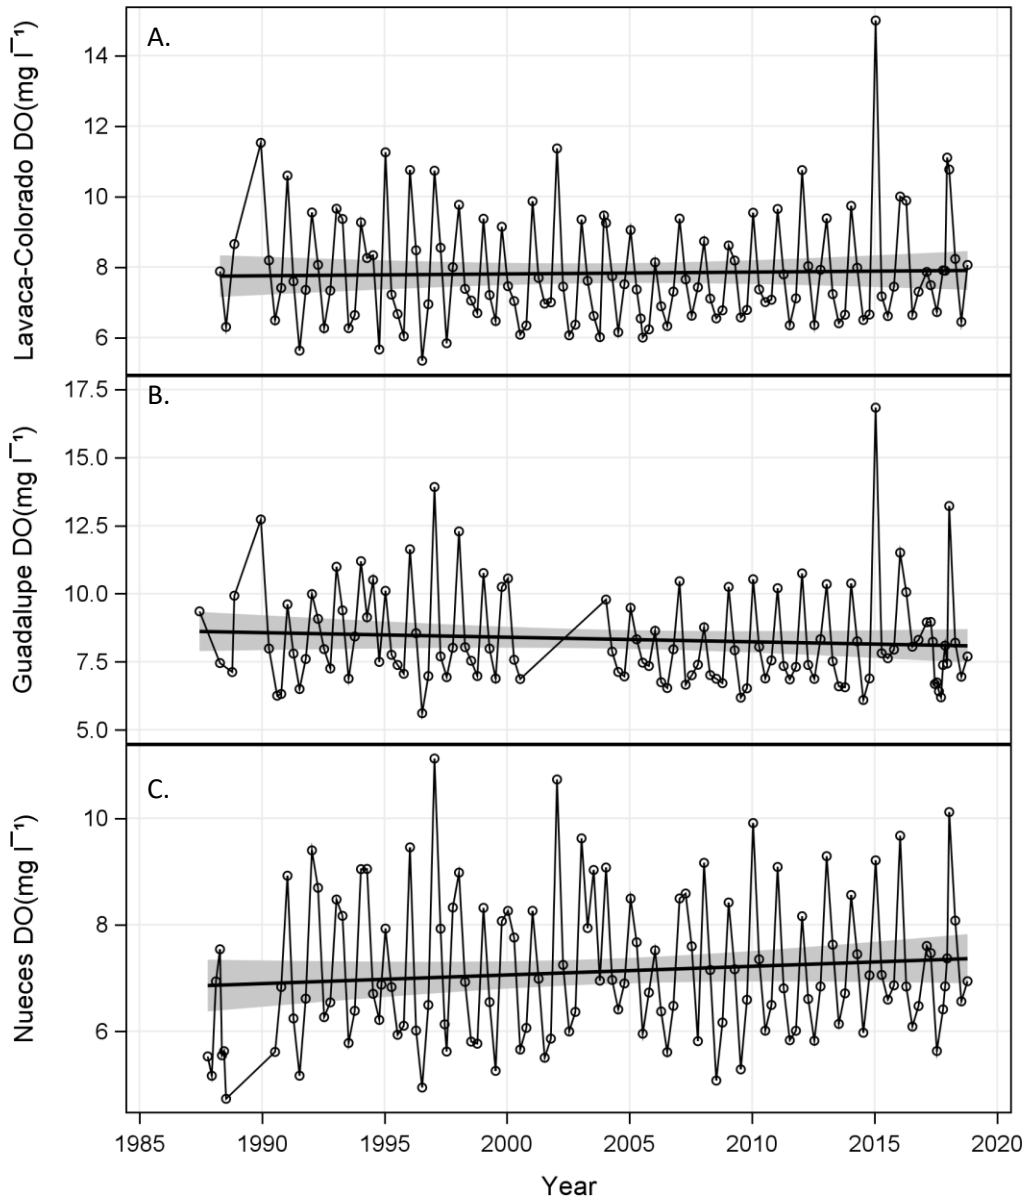 A.
Lavaca-Colorado DO(mg l¯¹)
14
12
10
8
6
B.
Guadalupe DO(mg l¯¹)
17.5
15.0
12.5
10.0
7.5
5.0
C.
Nueces DO(mg l¯¹)
10
8
6
1985 1990 1995 2000 2005 2010 2015 2020
Year